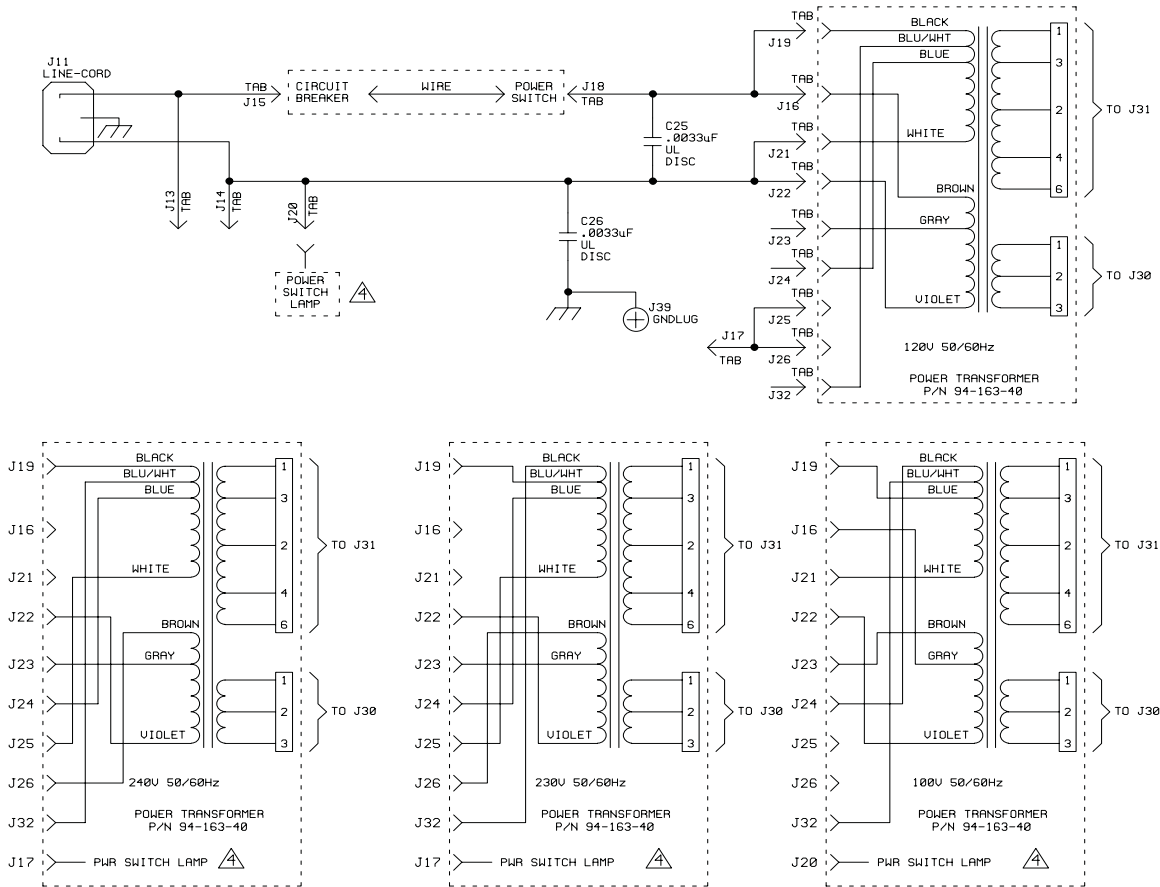 J11
LINE-CORD
TAB
J15
CIRCUIT
BREAKER
WIRE
POWER
SWITCH
J18
TAB
C25
.0033uF
UL
DISC
J13
TAB
J14
TAB
J20
TAB
POWER
SWITCH
LAMP
4
C26
.0033uF
UL
DISC
J39
GNDLUG
J17
TAB
TAB
J19
TAB
J16
TAB
J21
TAB
J22
TAB
J23
TAB
J24
TAB
J25
TAB
J26
TAB
J32
BLACK
BLU/WHT
BLUE
WHITE
BROWN
GRAY
VIOLET
1
3
2
4
6
TO J31
1
2
3
TO J30
120V 50/60Hz
POWER TRANSFORMER
P/N 94-163-40
J19
J16
J21
J22
J23
J24
J25
J26
J32
J17
BLACK
BLU/WHT
BLUE
WHITE
BROWN
GRAY
VIOLET
1
3
2
4
6
TO J31
1
2
3
TO J30
240V 50/60Hz
POWER TRANSFORMER
P/N 94-163-40
PWR SWITCH LAMP
4
J19
J16
J21
J22
J23
J24
J25
J26
J32
J17
BLACK
BLU/WHT
BLUE
WHITE
BROWN
GRAY
VIOLET
1
3
2
4
6
TO J31
1
2
3
TO J30
230V 50/60Hz
POWER TRANSFORMER
P/N 94-163-40
PWR SWITCH LAMP
4
J19
J16
J21
J22
J23
J24
J25
J26
J32
J20
BLACK
BLU/WHT
BLUE
WHITE
BROWN
GRAY
VIOLET
1
3
2
4
6
TO J31
1
2
3
TO J30
100V 50/60Hz
POWER TRANSFORMER
P/N 94-163-40
PWR SWITCH LAMP
4